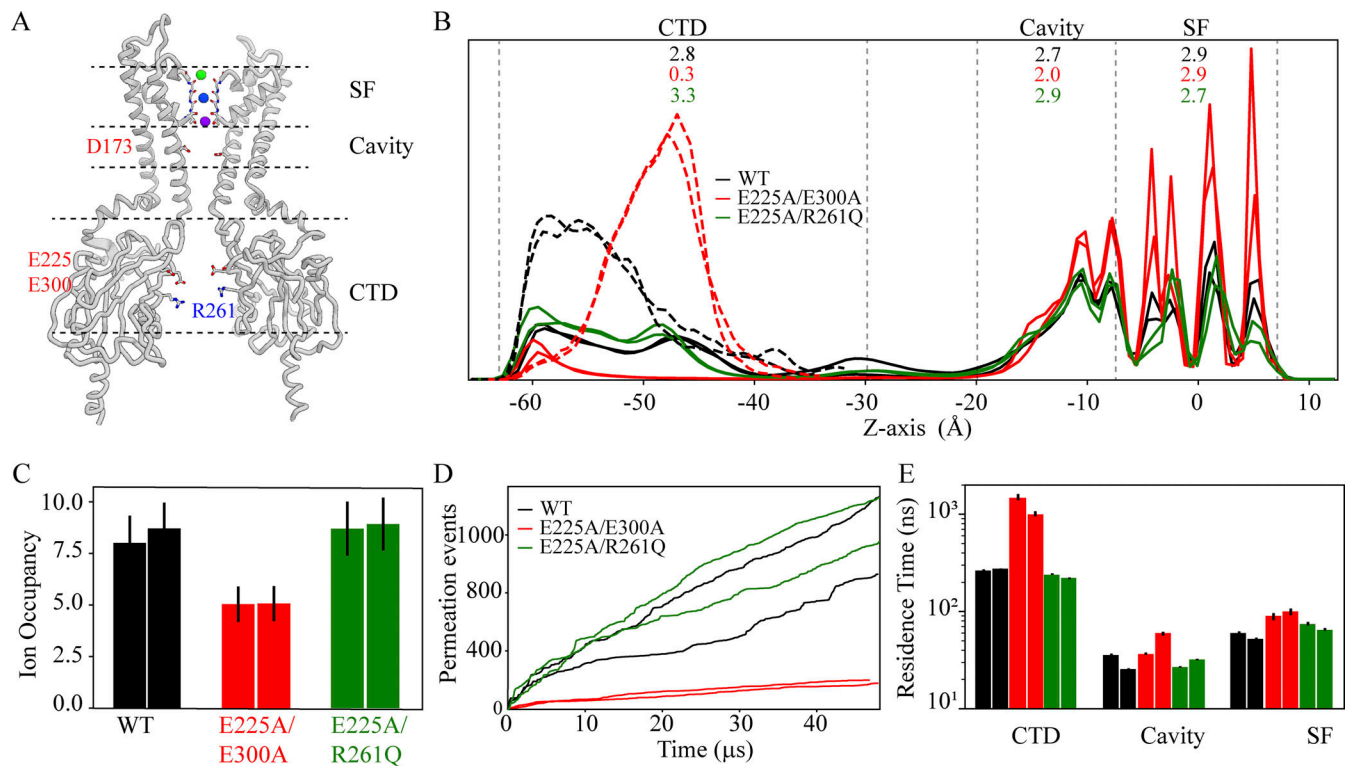 A
SF
D173
Cavity
E225
E300
R261
CTD
B
CTD Cavity SF
2.8 2.7 2.9
0.3 2.0 2.9
3.3 2.9 2.7
WT
E225A/E300A
E225A/R261Q
-60 -50 -40 -30 -20 -10 0 10
Z-axis (Å)
C
Ion Occupancy
10.0
7.5
5.0
2.5
0.0
WT E225A/ E225A/
E300A R261Q
D
Permeation events
1000
800
400
200
0
WT
E225A/E300A
E225A/R261Q
0 10 20 30 40
Time (μs)
E
Residence Time (ns)
10³
10²
10¹
CTD Cavity SF